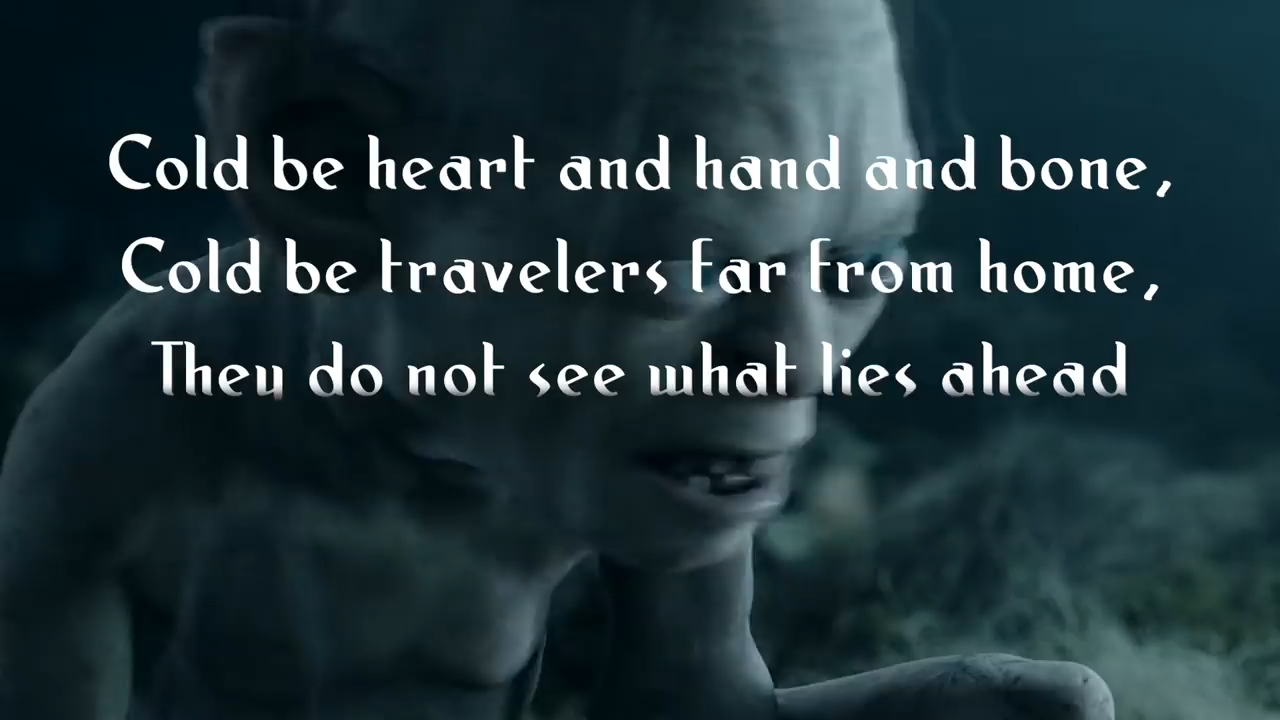 Cold be heart and hand and bone,
Cold be travelers far from home,
They do not see what lies ahead